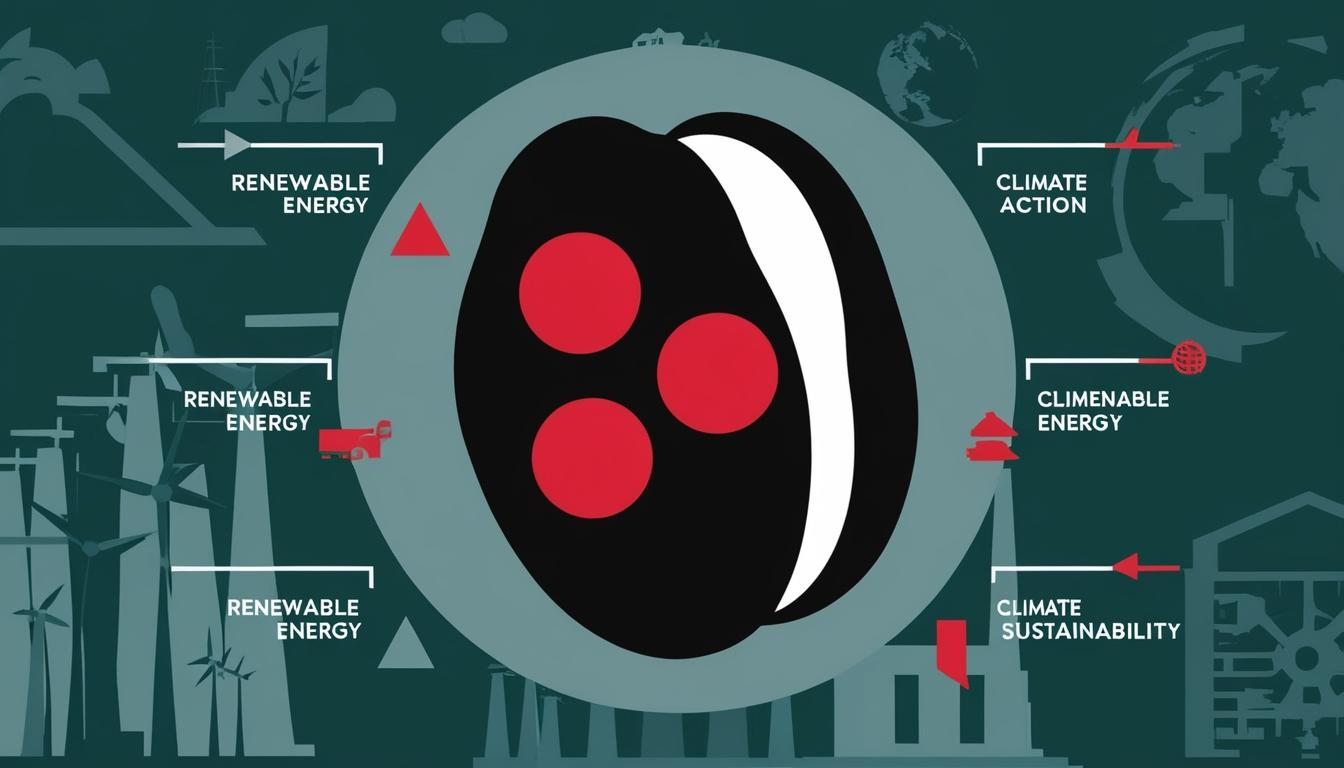 RENEWABLE
ENERGY
CLIMATE
ACTION
RENEWABLE
ENERGY
CLIMENABLE
ENERGY
RENEWABLE
ENERGY
CLIMATE
SUSTAINABILITY